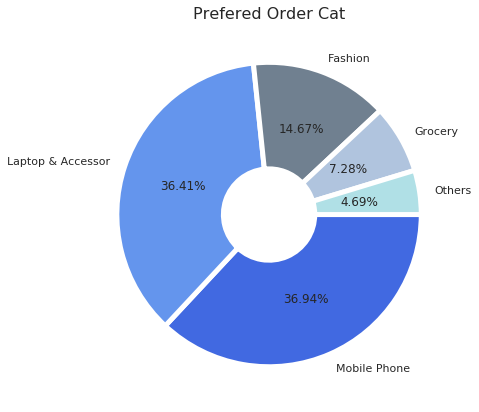 Prefered Order Cat
Fashion
14.67%
Grocery
7.28%
Laptop & Accessor
36.41%
Others
4.69%
36.94%
Mobile Phone